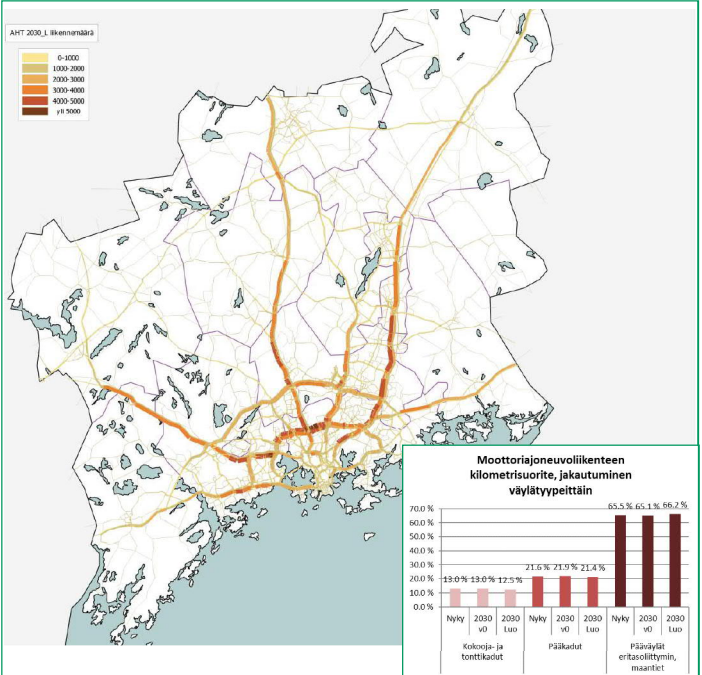 AHT 2030_L liikennemäärä
0-1000
1000-2000
2000-3000
3000-4000
4000-5000
yli 5000
Moottoriajoneuvoliikenteen
kilometrisuorite, jakautuminen
väylätyypeittäin
70.0 %
60.0 %
50.0 %
40.0 %
30.0 %
20.0 %
10.0 %
0.0 %
13.0 % 13.0 % 12.5 %
21.6 % 21.9 % 21.4 %
65.5 % 65.1 % 66.2 %
Nyky 2030 v0 2030 Luo Nyky 2030 v0 2030 Luo Nyky 2030 v0 2030 Luo
Kokooja- ja
tonttikadut
Pääkadut
Pääväylät
eritasoliittymin,
maantiet